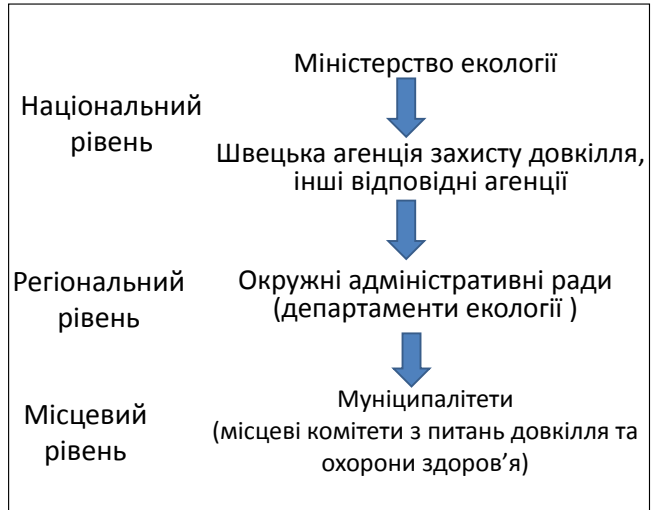 Міністерство екології
Національний
рівень
Швецька агенція захисту довкілля,
інші відповідні агенції
Регіональний
рівень
Окружні адміністративні ради
(департаменти екології )
Місцевий
рівень
Муніципалітети
(місцеві комітети з питань довкілля та
охорони здоров’я)